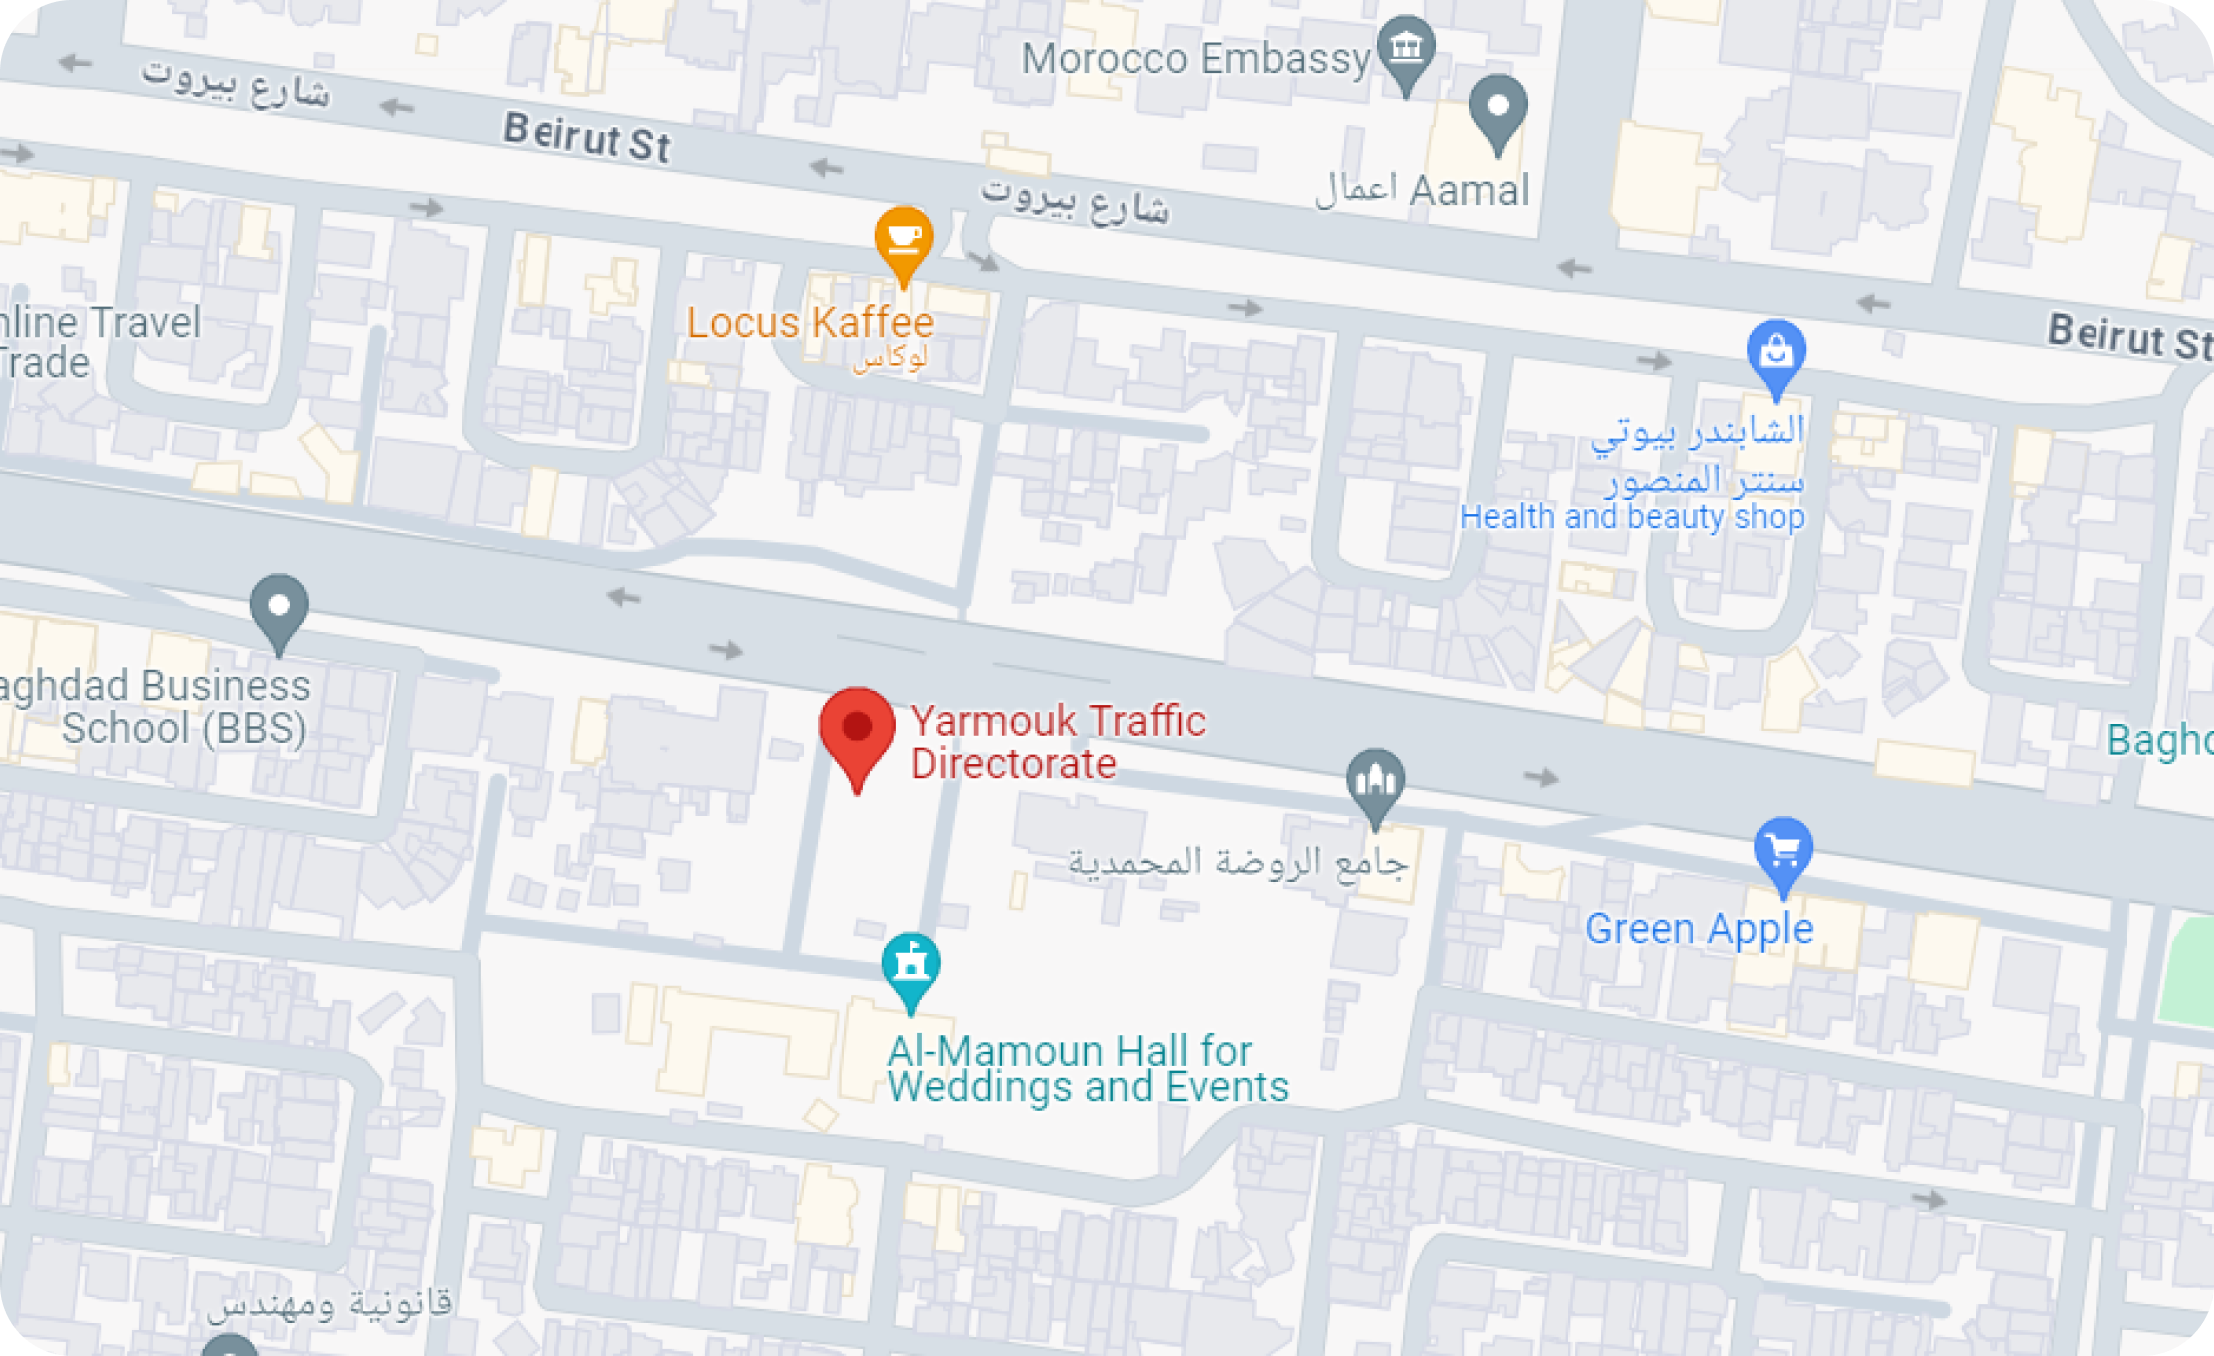 Morocco Embassy
شارع بيروت
Beirut St
شارع بيروت
اعمال Aamal
Locus Kaffee
لوكاس
nline Travel
Trade
Beirut St
الشابندر بيوتي
سنتر المنصور
Health and beauty shop
aghdad Business
School (BBS)
Yarmouk Traffic
Directorate
Baghd
جامع الروضة المحمدية
Green Apple
Al-Mamoun Hall for
Weddings and Events
قانونية ومهندس